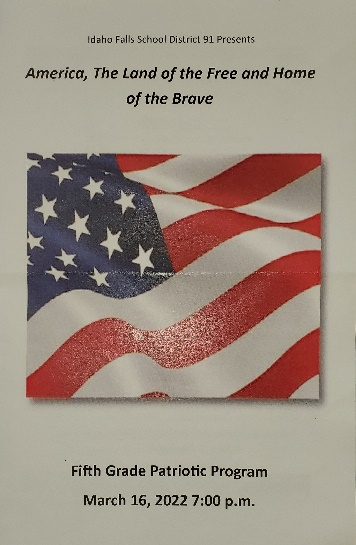 Idaho Falls School District 91 Presents
America, The Land of the Free and Home
of the Brave
Fifth Grade Patriotic Program
March 16, 2022 7:00 p.m.